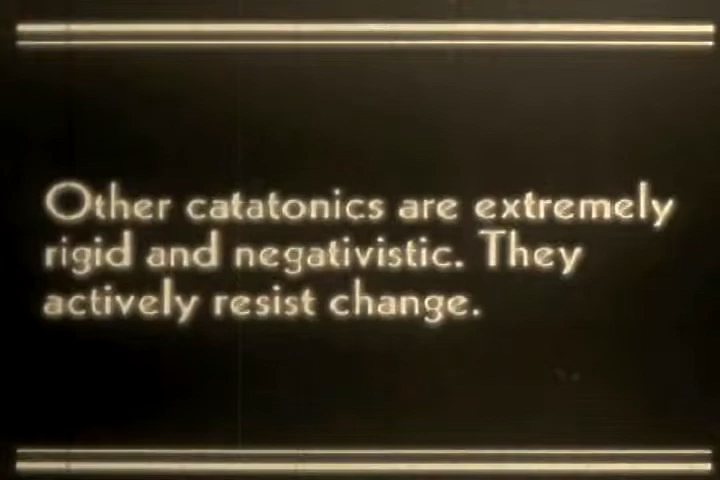 Other catatonics are extremely
rigid and negativistic. They
actively resist change.